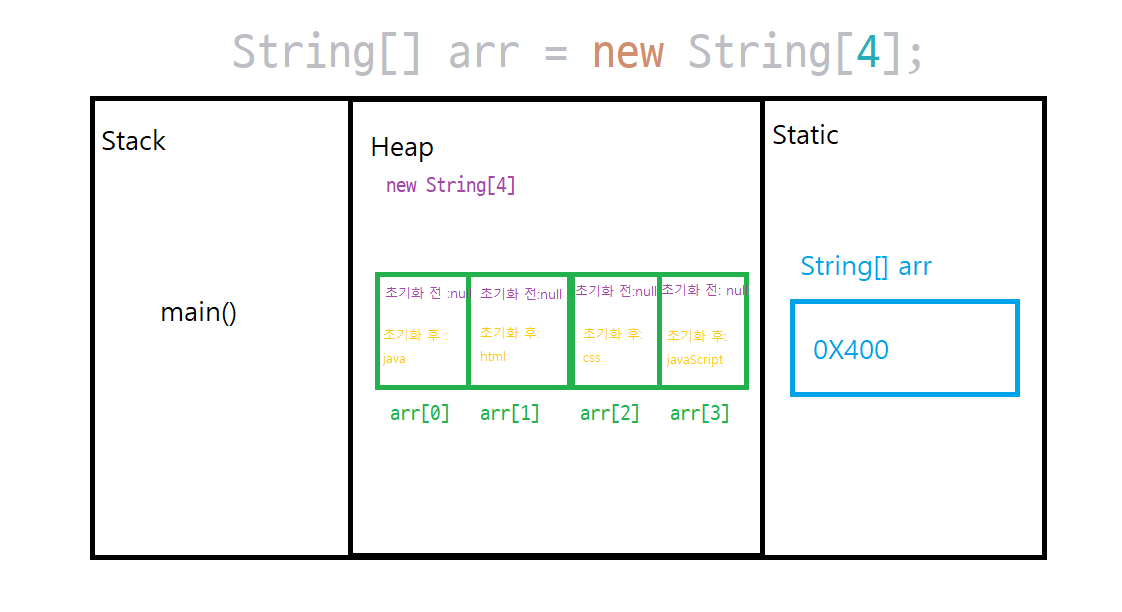 String[] arr = new String[4];
Stack
Heap
Static
new String[4]
main()
초기화 전 :null
초기화 후 :
java
초기화 전:null
초기화 후:
html
초기화 전:null
초기화 후:
css
초기화 전: null
초기화 후:
javaScript
arr[0] arr[1] arr[2] arr[3]
String[] arr
0X400